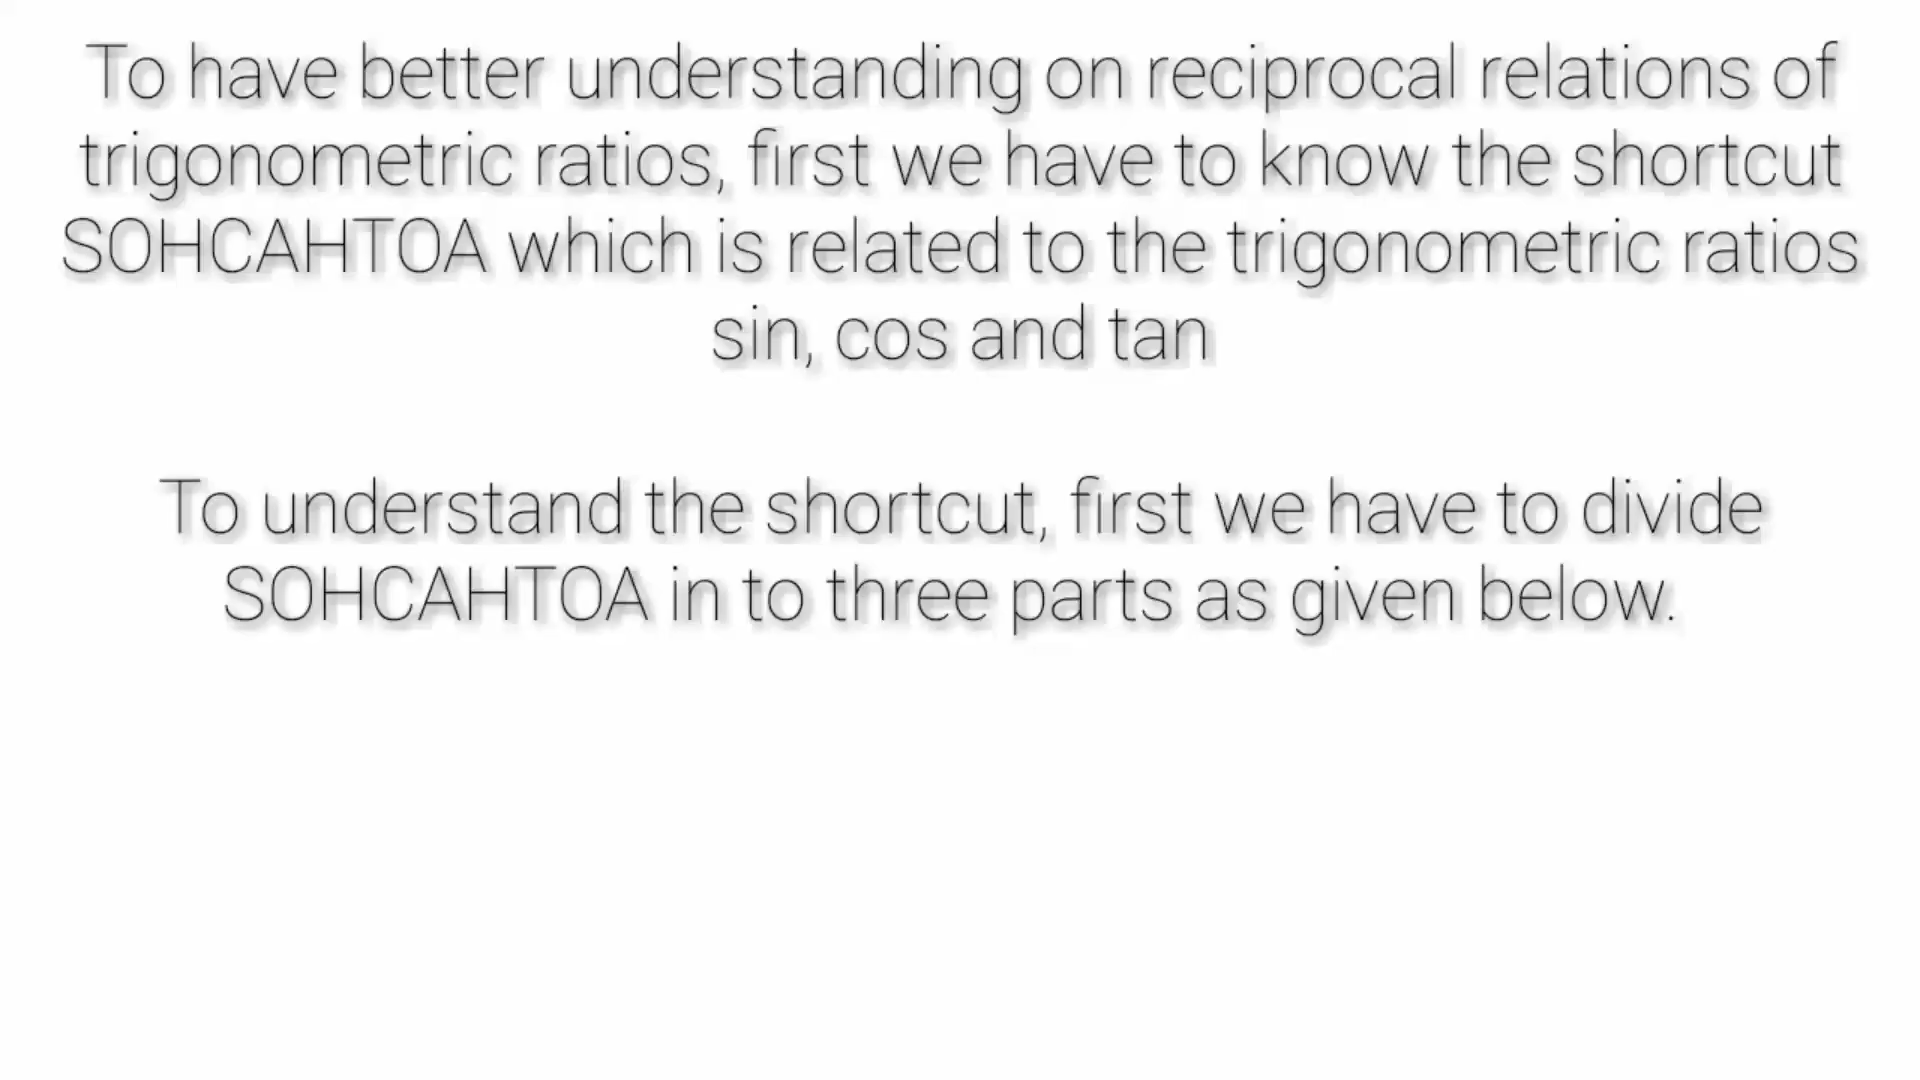 To have better understanding on reciprocal relations of
trigonometric ratios, first we have to know the shortcut
SOHCAHTOA which is related to the trigonometric ratios
sin, cos and tan
To understand the shortcut, first we have to divide
SOHCAHTOA in to three parts as given below.